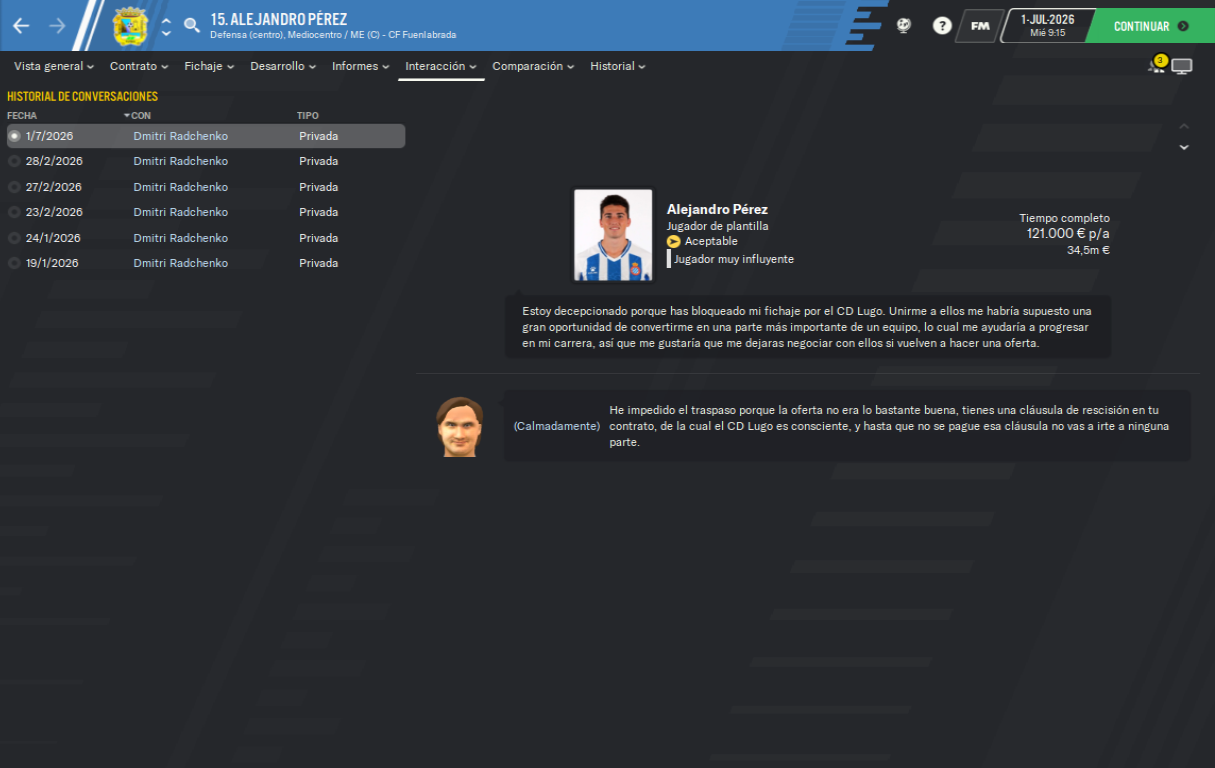 15. ALEJANDRO PÉREZ
Defensa (centro), Mediocentro / ME (C) - CF Fuenlabrada
?
FM
1-JUL-2026
Mié 9:15
CONTINUAR
Vista general
Contrato
Fichaje
Desarrollo
Informes
Interacción
Comparación
Historial
3
HISTORIAL DE CONVERSACIONES
FECHA CON TIPO
1/7/2026 Dmitri Radchenko Privada
28/2/2026 Dmitri Radchenko Privada
27/2/2026 Dmitri Radchenko Privada
23/2/2026 Dmitri Radchenko Privada
24/1/2026 Dmitri Radchenko Privada
19/1/2026 Dmitri Radchenko Privada
Alejandro Pérez
Jugador de plantilla
Aceptable
Jugador muy influyente
Tiempo completo
121.000 € p/a
34,5m €
Estoy decepcionado porque has bloqueado mi fichaje por el CD Lugo. Unirme a ellos me habría supuesto una
gran oportunidad de convertirme en una parte más importante de un equipo, lo cual me ayudaría a progresar
en mi carrera, así que me gustaría que me dejaras negociar con ellos si vuelven a hacer una oferta.
(Calmadamente)
He impedido el traspaso porque la oferta no era lo bastante buena, tienes una cláusula de rescisión en tu
contrato, de la cual el CD Lugo es consciente, y hasta que no se pague esa cláusula no vas a irte a ninguna
parte.